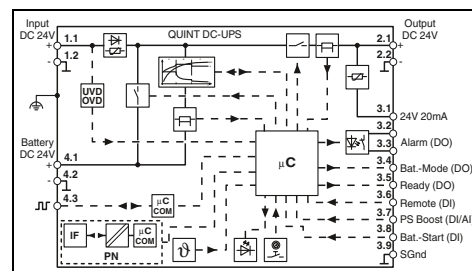 Input
DC 24V
1.1
+
1.2
-
QUINT DC-UPS
Output
DC 24V
2.1
+
2.2
-
UVD
OVD
3.1
24V 20mA
3.2
3.3
Alarm (DO)
Battery
DC 24V
4.1
+
4.2
-
4.3
µC
3.4
Bat.-Mode (DO)
3.5
Ready (DO)
3.6
Remote (DI)
3.7
PS Boost (DI/AI)
3.8
Bat.-Start (DI)
3.9
SGnd
µC
COM
IF
µC
COM
PN
ϑ